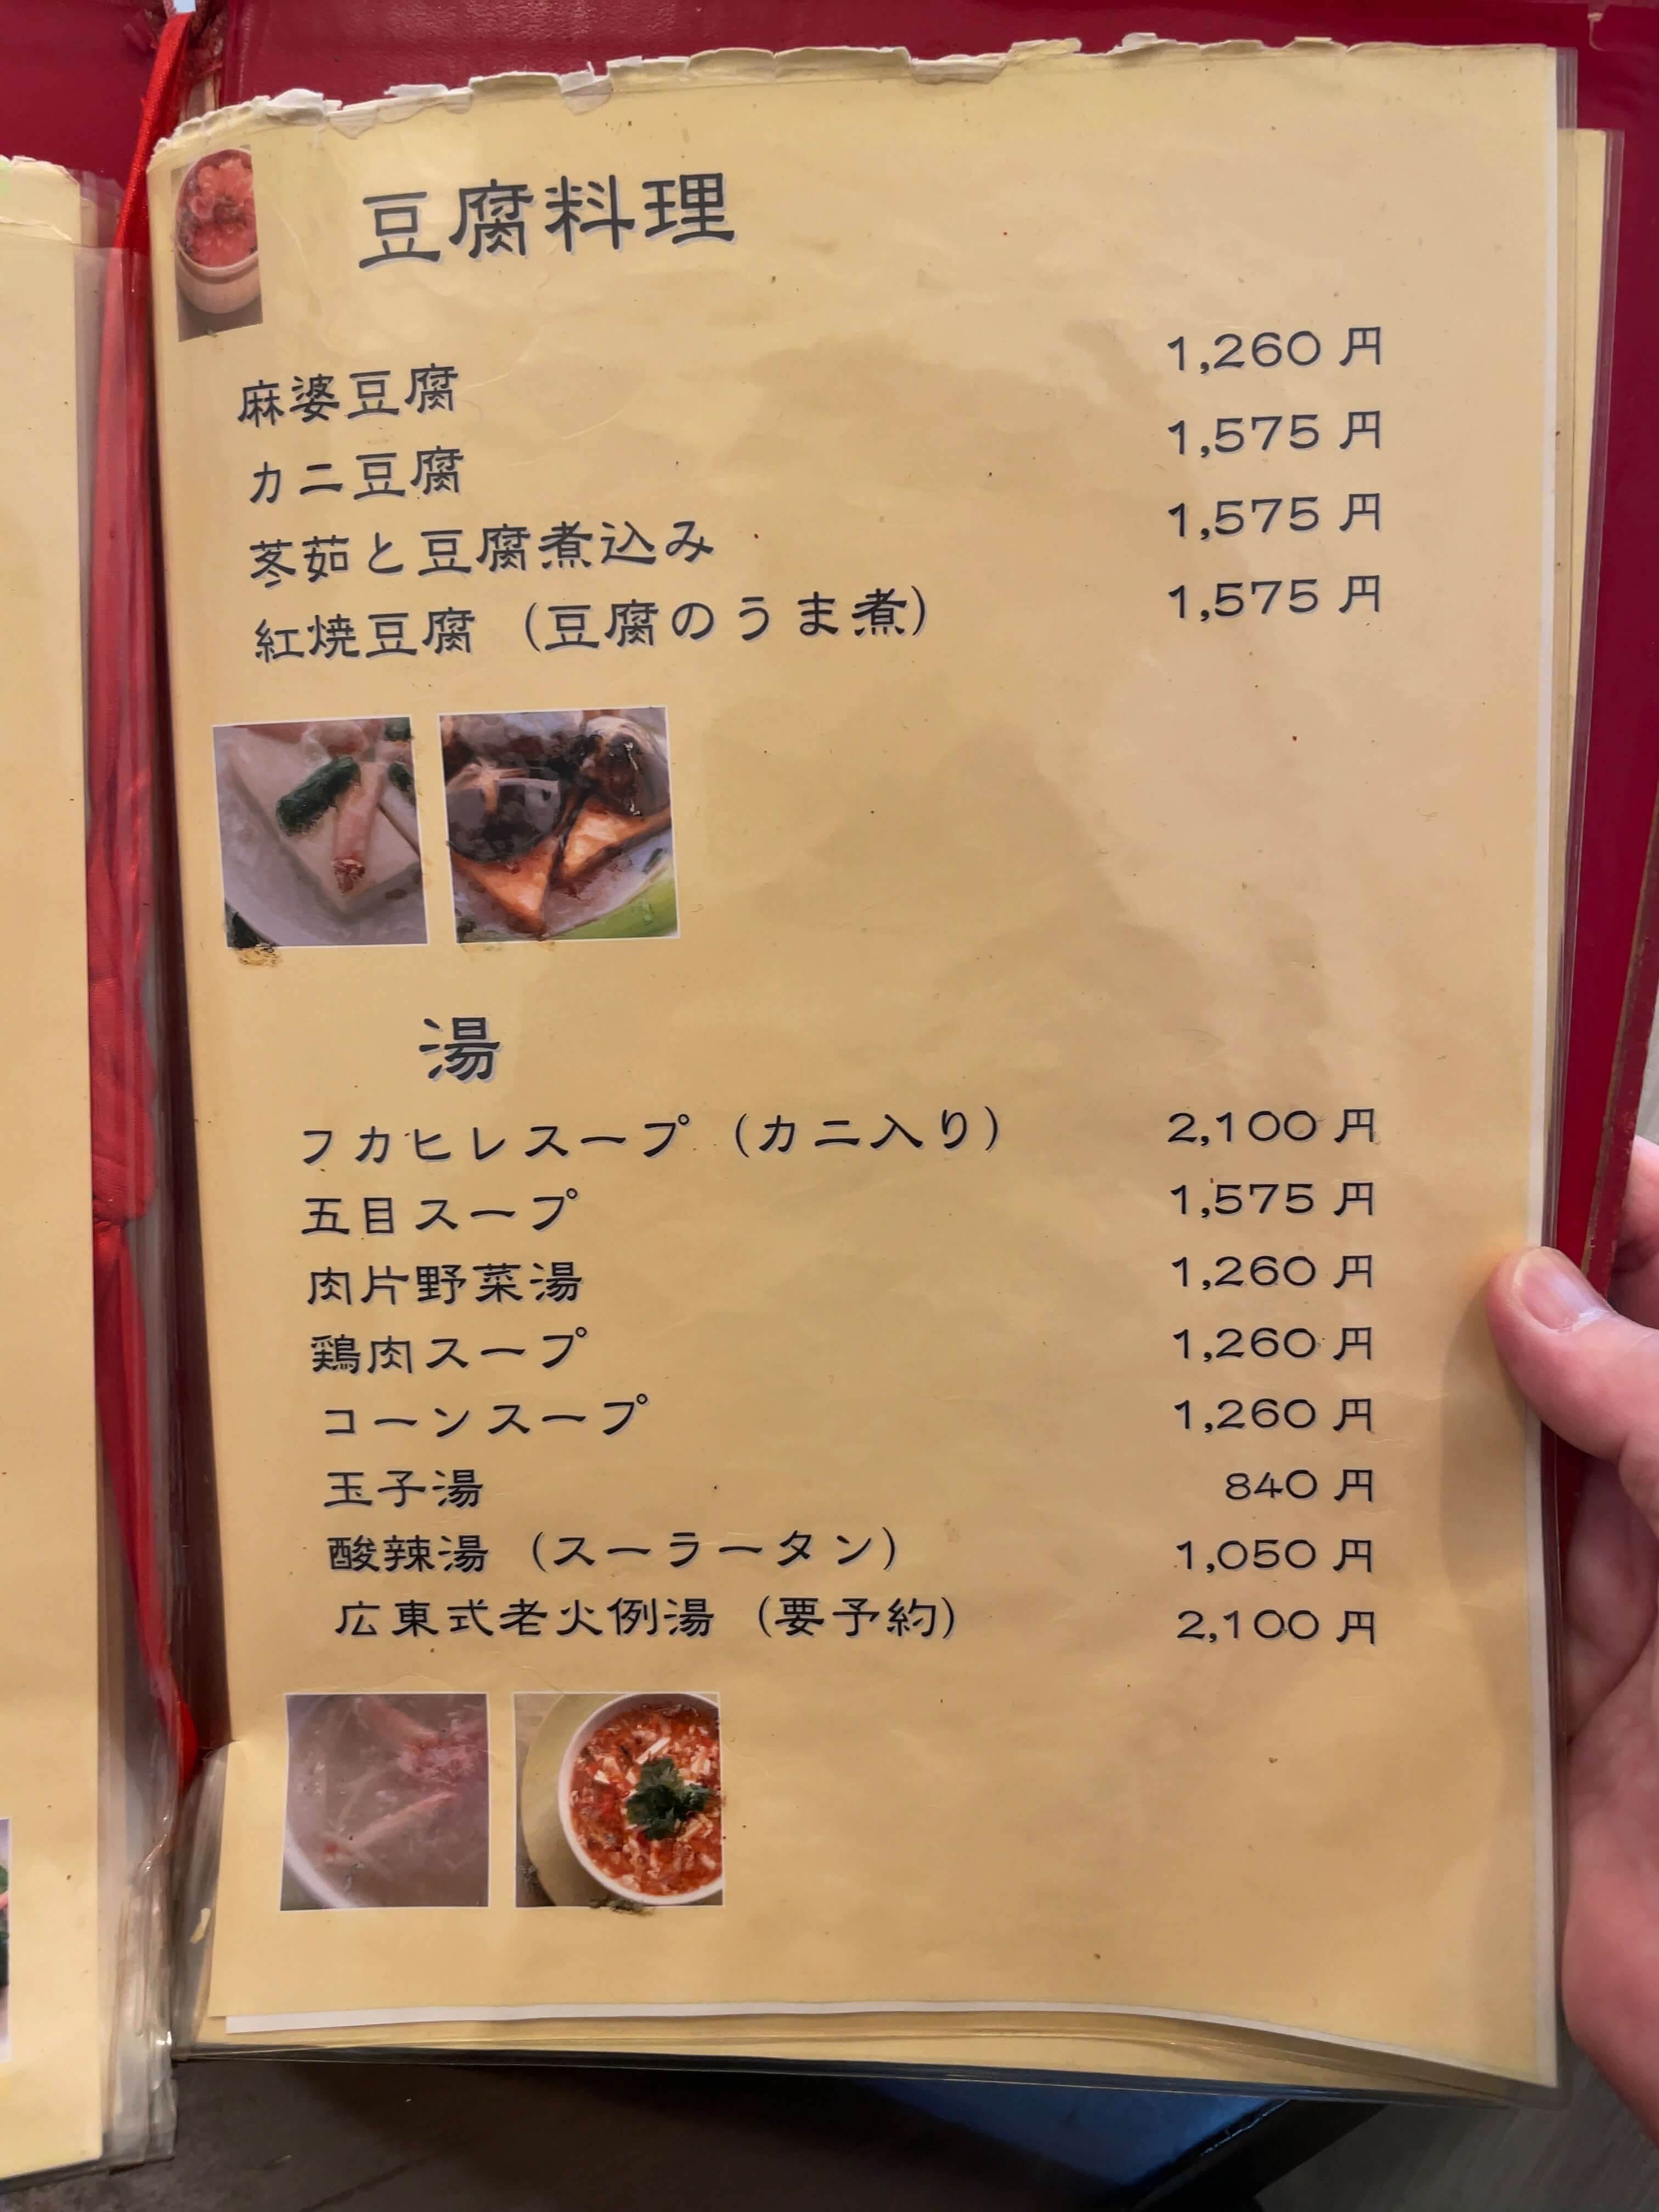 豆腐料理
麻婆豆腐 1,260 円
カニ豆腐 1,575 円
苳茹と豆腐煮込み 1,575 円
紅焼豆腐 (豆腐のうま煮) 1,575 円
湯
フカヒレスープ (カニ入り) 2,100 円
五目スープ 1,575 円
肉片野菜湯 1,260 円
鶏肉スープ 1,260 円
コーンスープ 1,260 円
玉子湯 840 円
酸辣湯 (スーラータン) 1,050 円
広東式老火例湯 (要予約) 2,100 円